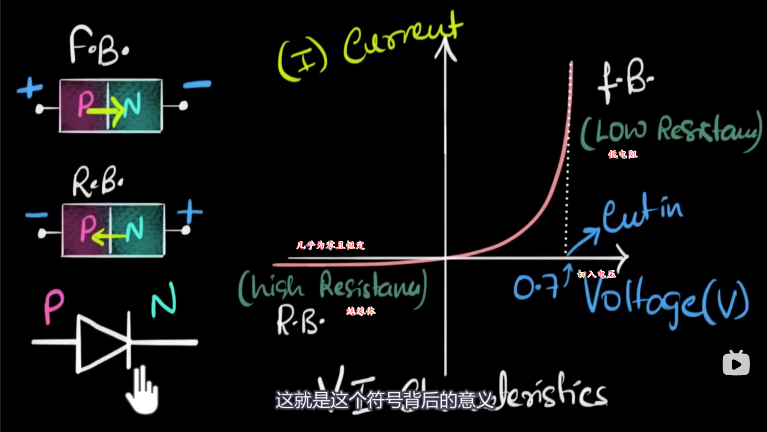 F.B.
+ P N -
R.B.
- P N +
P N
(I) Current
f.B.
(Low Resistance)
低电阻
Cut in
几乎为零且恒定
(high Resistance)
绝缘体
R.B.
0.7
切入电压
Voltage(V)
VI Characteristics
这就是这个符号背后的意义